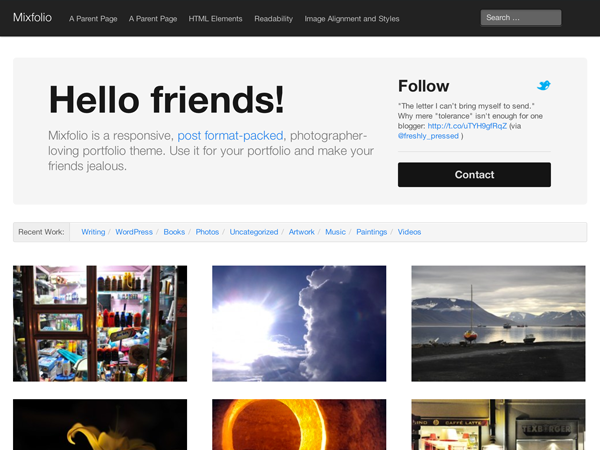 Mixfolio A Parent Page A Parent Page HTML Elements Readability Image Alignment and Styles Search ...
Hello friends!
Mixfolio is a responsive, post format-packed, photographer-
loving portfolio theme. Use it for your portfolio and make your
friends jealous.
Follow
"The letter I can't bring myself to send."
Why mere "tolerance" isn't enough for one
blogger: http://t.co/uTYH9gfRqZ (via
@freshly_pressed )
Contact
Recent Work: Writing / WordPress / Books / Photos / Uncategorized / Artwork / Music / Paintings / Videos
CAFFÈ LATTE
TEXBURGER